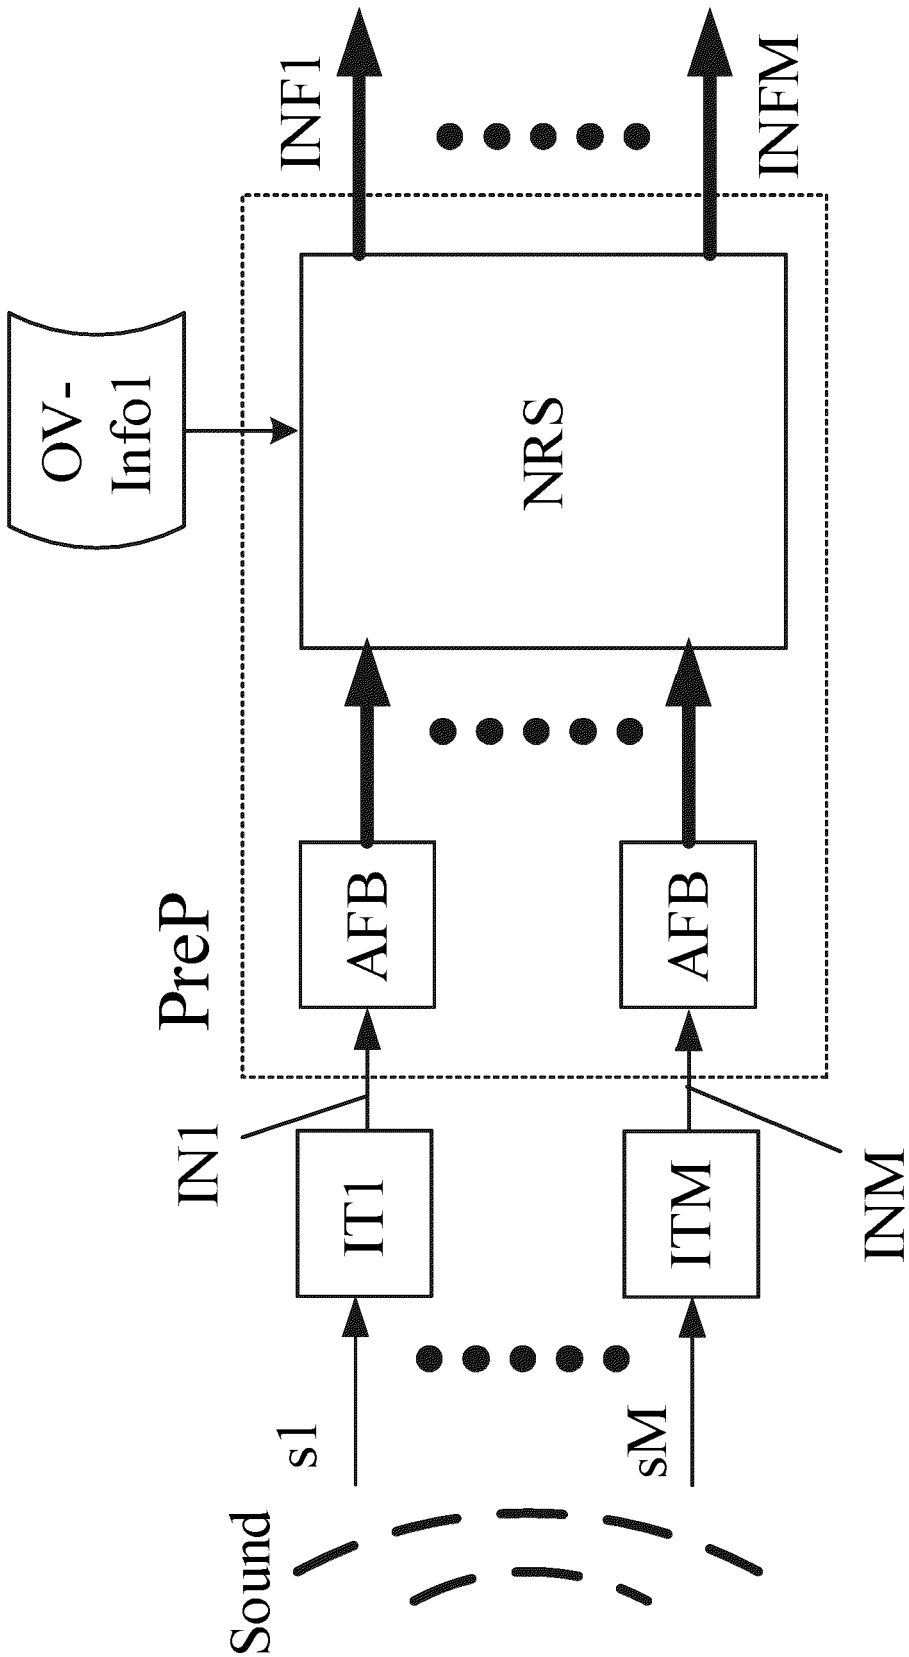 Sound
s1
sM
IT1
ITM
IN1
INM
PreP
AFB
AFB
OV-
Info1
NRS
INF1
INFM